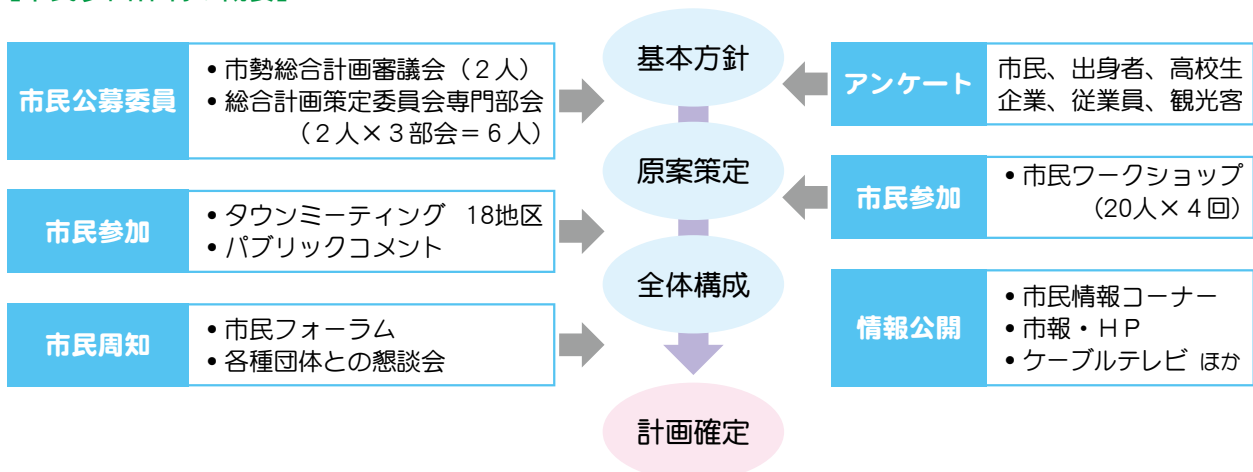 市民公募委員
•市勢総合計画審議会（２人）
•総合計画策定委員会専門部会
（２人×３部会＝６人）
市民参加
•タウンミーティング　18地区
•パブリックコメント
市民周知
•市民フォーラム
•各種団体との懇談会
基本方針
原案策定
全体構成
計画確定
アンケート
市民、出身者、高校生
企業、従業員、観光客
市民参加
•市民ワークショップ
（20人×４回）
情報公開
•市民情報コーナー
•市報・ＨＰ
•ケーブルテレビ ほか